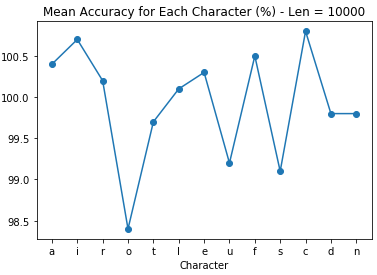 Mean Accuracy for Each Character (%) - Len = 10000
100.5
100.0
99.5
99.0
98.5
a i r o t l e u f s c d n
Character